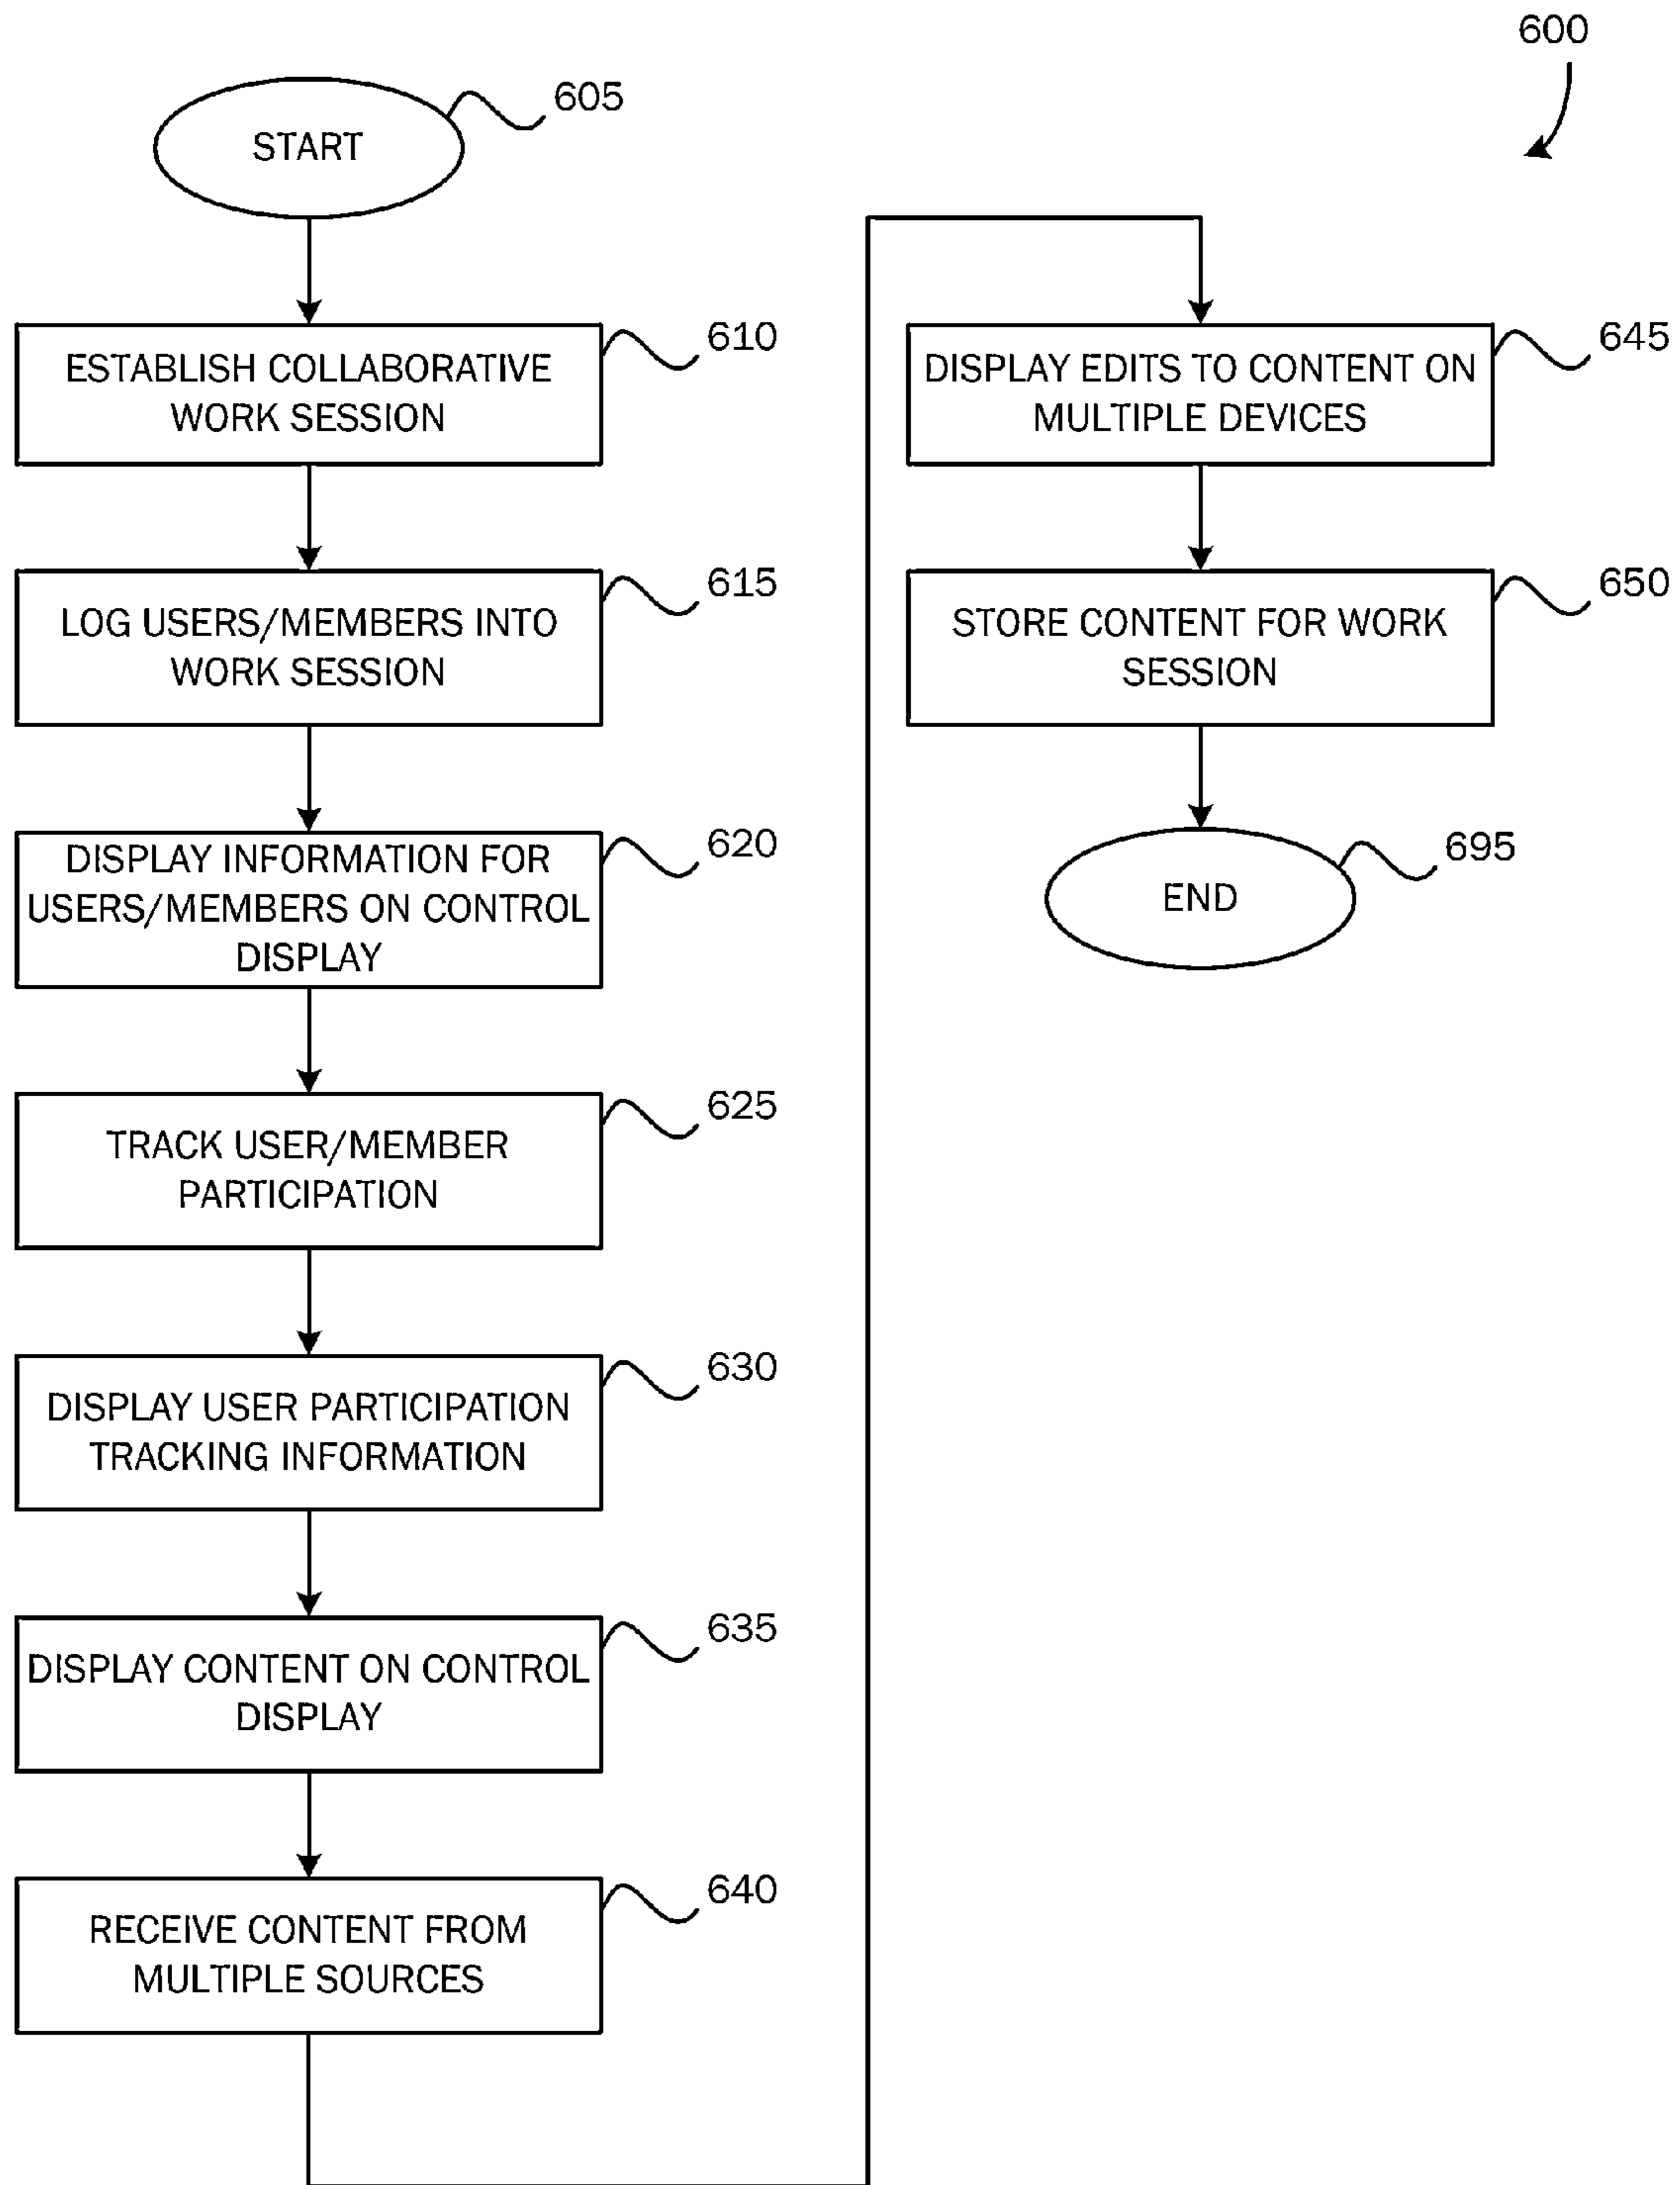 600
START
605
ESTABLISH COLLABORATIVE
WORK SESSION
610
LOG USERS/MEMBERS INTO
WORK SESSION
615
DISPLAY INFORMATION FOR
USERS/MEMBERS ON CONTROL
DISPLAY
620
TRACK USER/MEMBER
PARTICIPATION
625
DISPLAY USER PARTICIPATION
TRACKING INFORMATION
630
DISPLAY CONTENT ON CONTROL
DISPLAY
635
RECEIVE CONTENT FROM
MULTIPLE SOURCES
640
DISPLAY EDITS TO CONTENT ON
MULTIPLE DEVICES
645
STORE CONTENT FOR WORK
SESSION
650
END
695